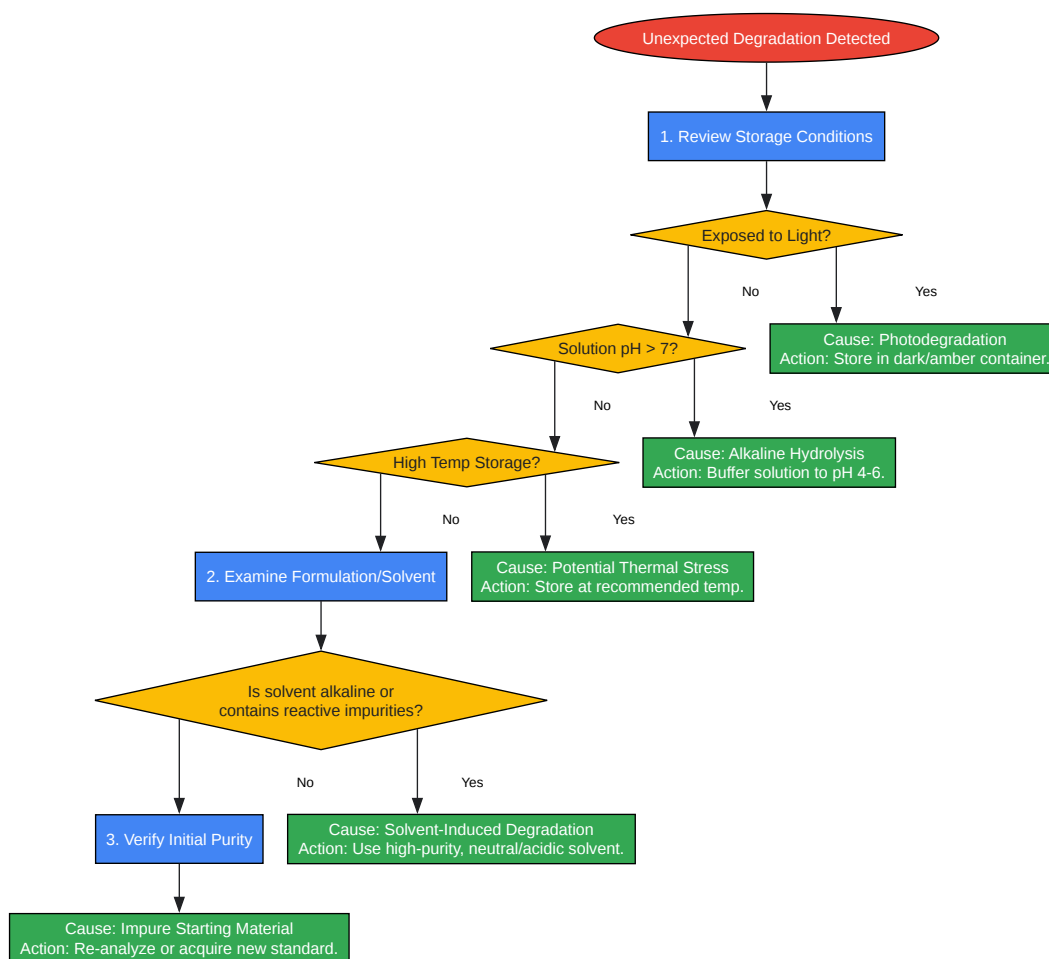 Unexpected Degradation Detected
1. Review Storage Conditions
Exposed to Light?
No
Yes
Solution pH > 7?
Cause: Photodegradation
Action: Store in dark/amber container.
No
Yes
High Temp Storage?
Cause: Alkaline Hydrolysis
Action: Buffer solution to pH 4-6.
No
Yes
2. Examine Formulation/Solvent
Cause: Potential Thermal Stress
Action: Store at recommended temp.
Is solvent alkaline or
contains reactive impurities?
No
Yes
3. Verify Initial Purity
Cause: Solvent-Induced Degradation
Action: Use high-purity, neutral/acidic solvent.
Cause: Impure Starting Material
Action: Re-analyze or acquire new standard.